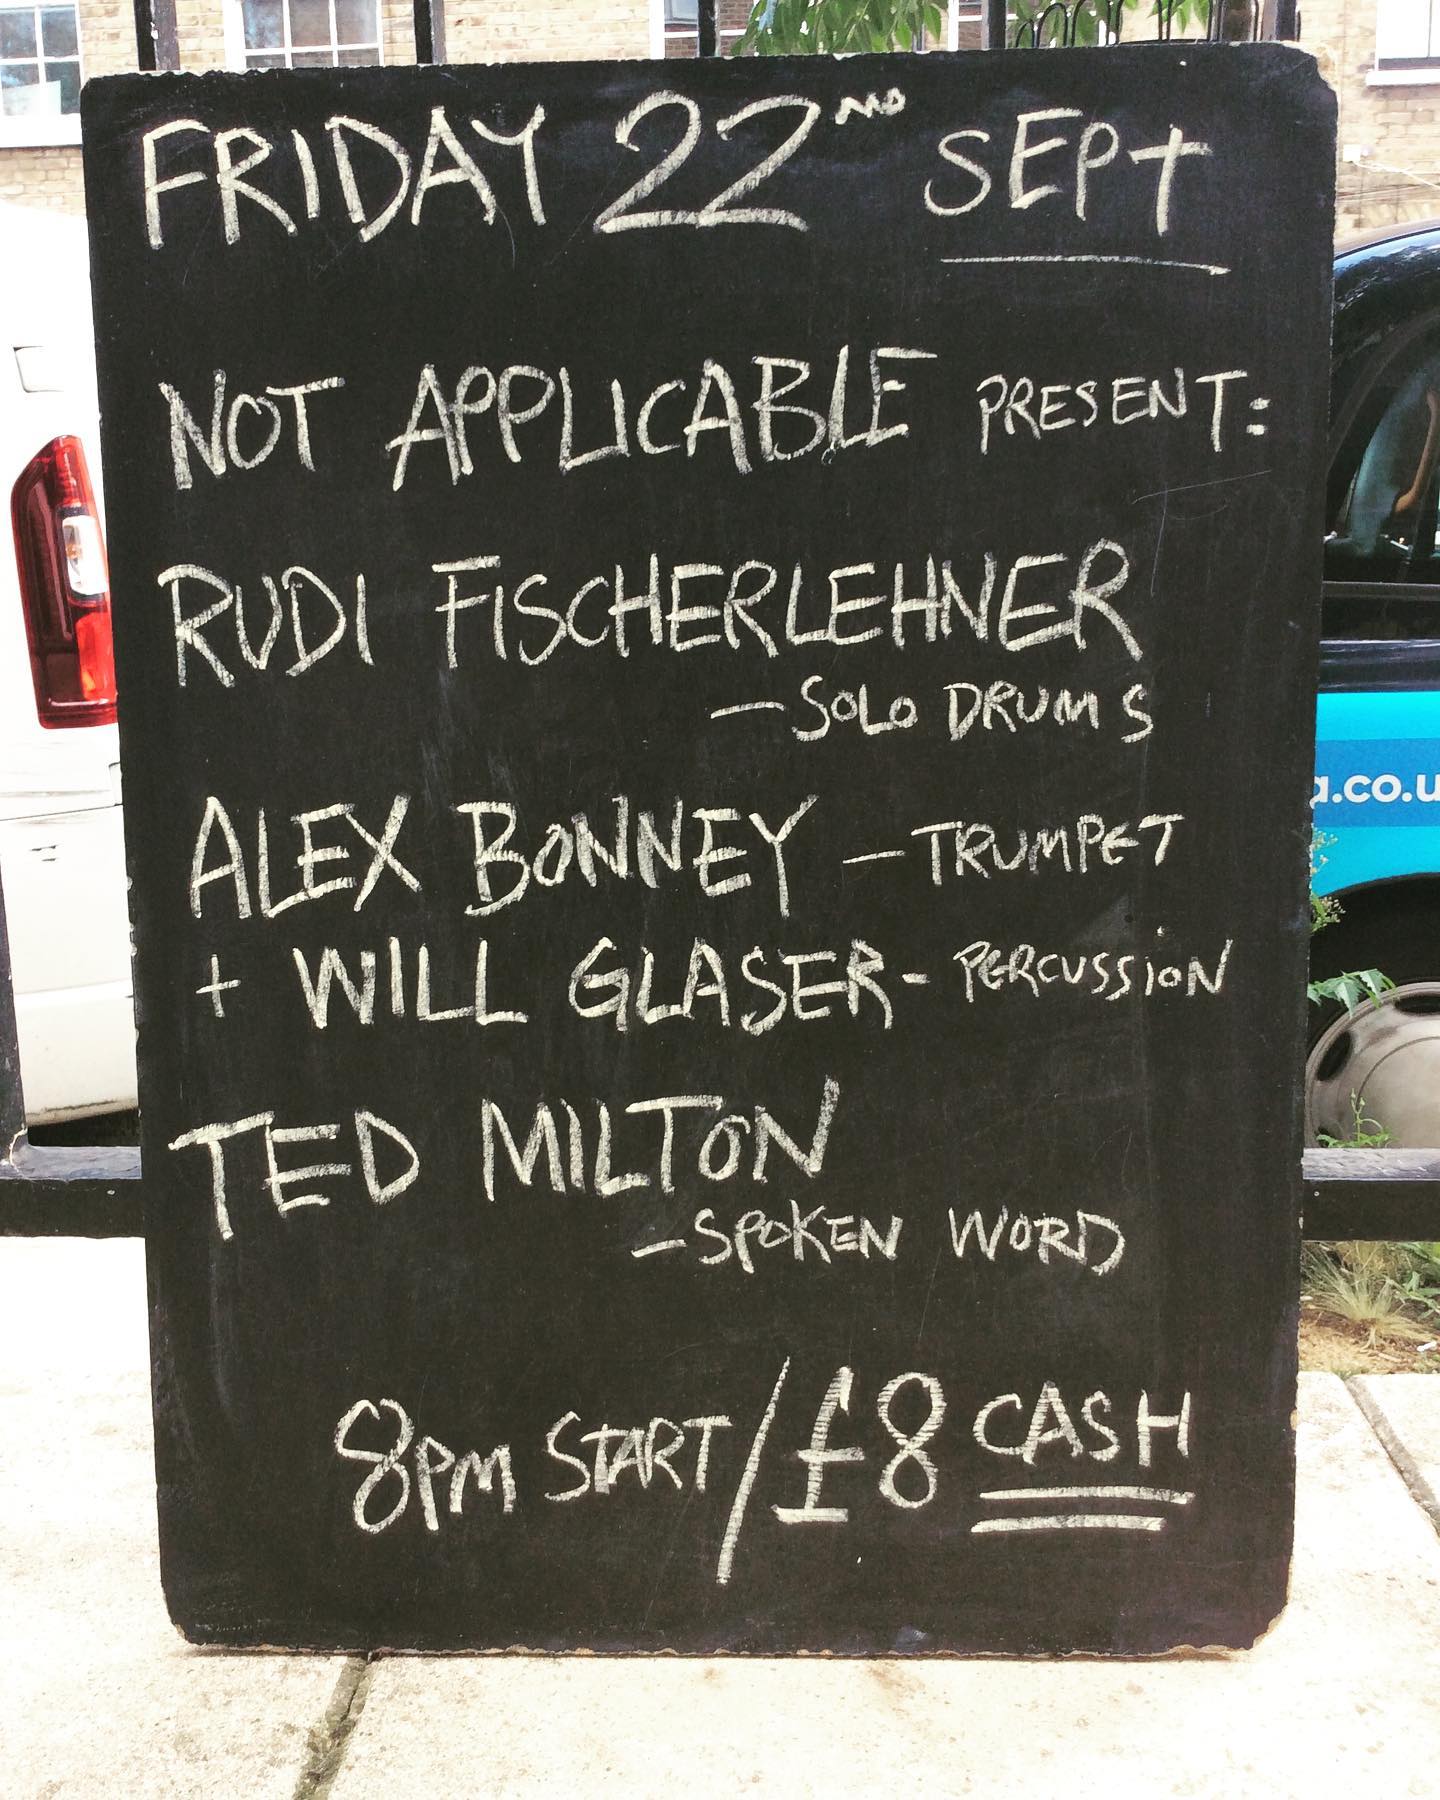 FRIDAY 22ND SEPT
NOT APPLICABLE PRESENT:
RUDI FISCHERLEHNER
- SOLO DRUMS
ALEX BONNEY - TRUMPET
+ WILL GLASER - PERCUSSION
TED MILTON
- SPOKEN WORD
8PM START / £8 CASH
.co.u